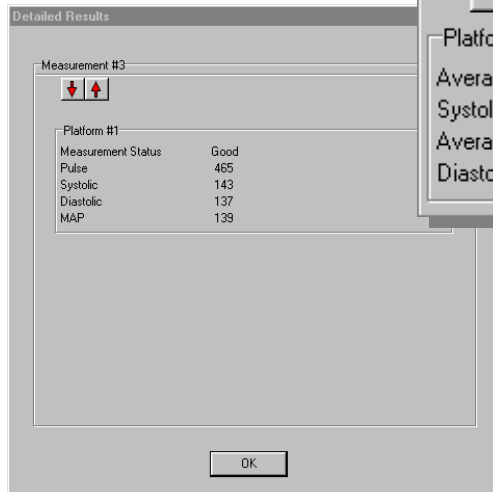 Detailed Results
Measurement #3
Platform #1
Measurement Status Good
Pulse 465
Systolic 143
Diastolic 137
MAP 139
OK